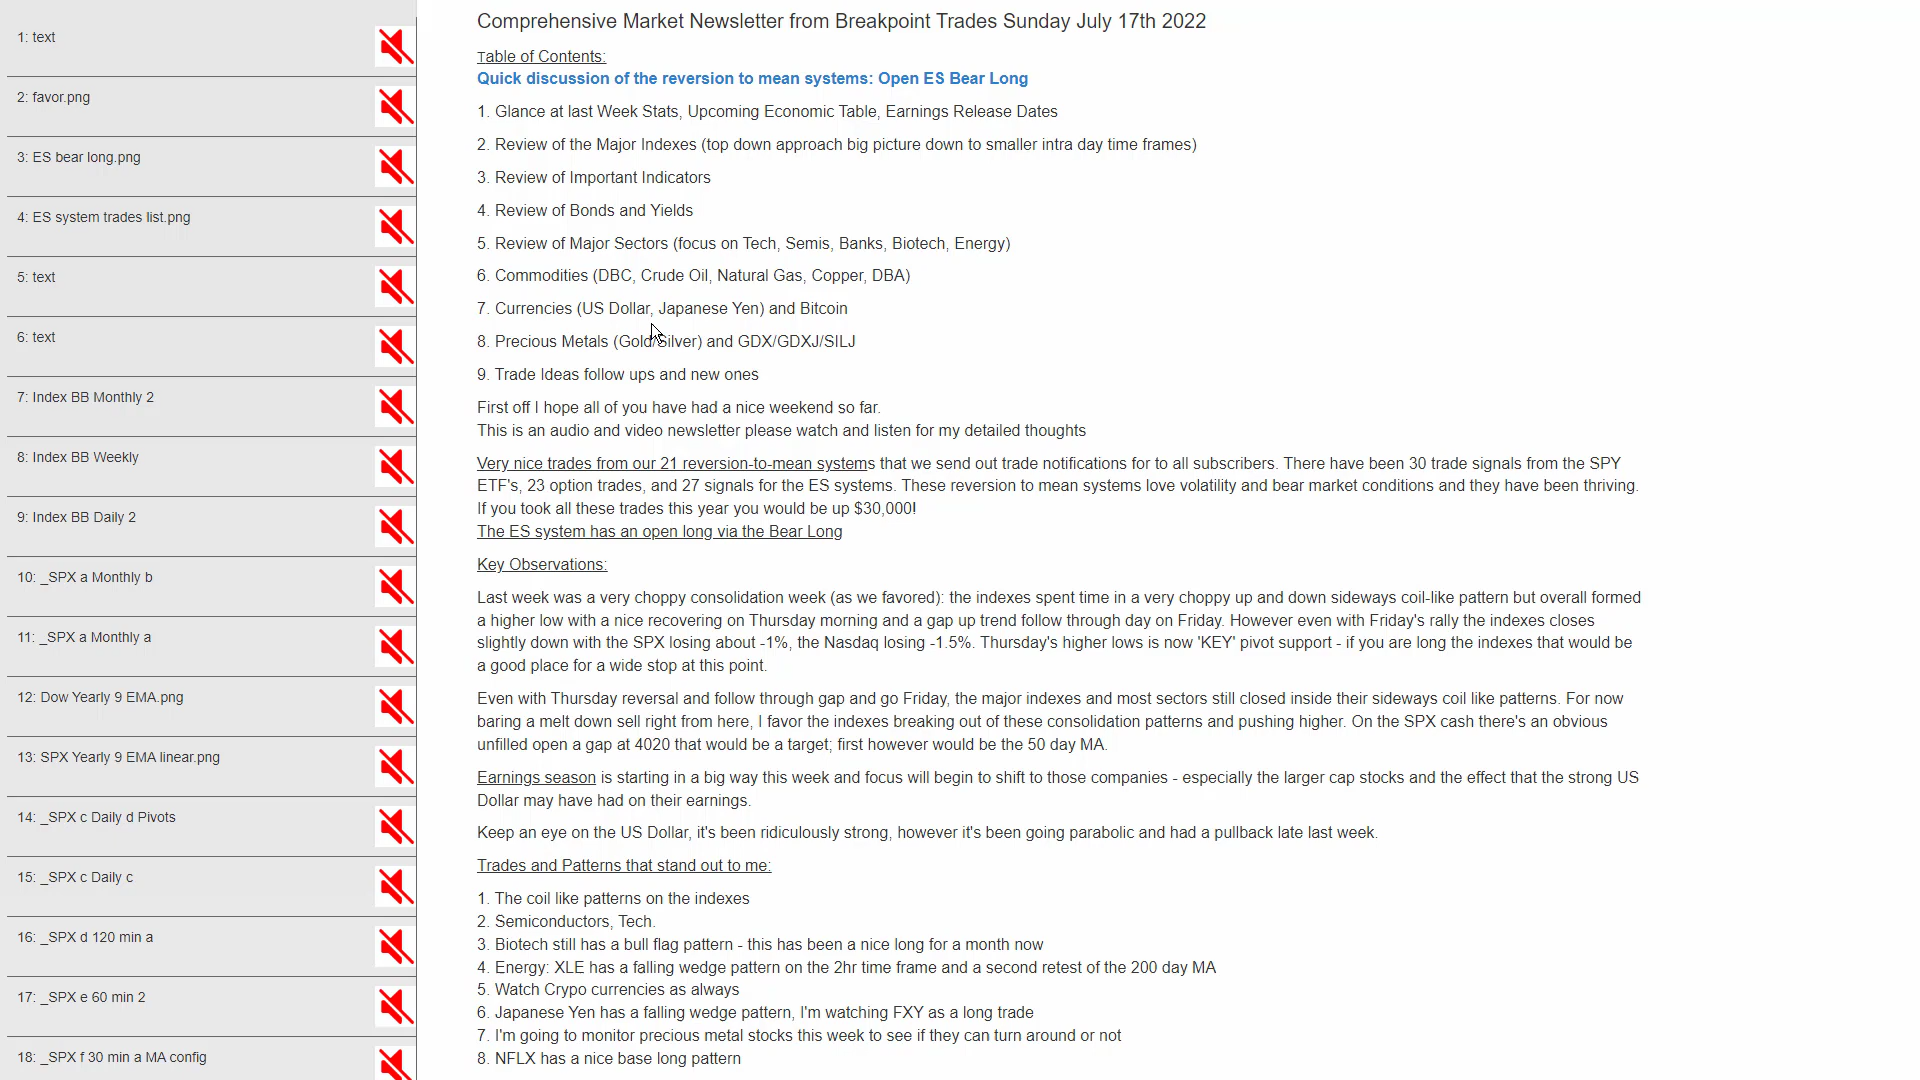 1: text
2: favor.png
3: ES bear long.png
4: ES system trades list.png
5: text
6: text
7: Index BB Monthly 2
8: Index BB Weekly
9: Index BB Daily 2
10: _SPX a Monthly b
11: _SPX a Monthly a
12: Dow Yearly 9 EMA.png
13: SPX Yearly 9 EMA linear.png
14: _SPX c Daily d Pivots
15: _SPX c Daily c
16: _SPX d 120 min a
17: _SPX e 60 min 2
18: _SPX f 30 min a MA config
Comprehensive Market Newsletter from Breakpoint Trades Sunday July 17th 2022
Table of Contents:
Quick discussion of the reversion to mean systems: Open ES Bear Long
1. Glance at last Week Stats, Upcoming Economic Table, Earnings Release Dates
2. Review of the Major Indexes (top down approach big picture down to smaller intra day time frames)
3. Review of Important Indicators
4. Review of Bonds and Yields
5. Review of Major Sectors (focus on Tech, Semis, Banks, Biotech, Energy)
6. Commodities (DBC, Crude Oil, Natural Gas, Copper, DBA)
7. Currencies (US Dollar, Japanese Yen) and Bitcoin
8. Precious Metals (Gold/Silver) and GDX/GDXJ/SILJ
9. Trade Ideas follow ups and new ones
First off I hope all of you have had a nice weekend so far.
This is an audio and video newsletter please watch and listen for my detailed thoughts
Very nice trades from our 21 reversion-to-mean systems that we send out trade notifications for to all subscribers. There have been 30 trade signals from the SPY
ETF's, 23 option trades, and 27 signals for the ES systems. These reversion to mean systems love volatility and bear market conditions and they have been thriving.
If you took all these trades this year you would be up $30,000!
The ES system has an open long via the Bear Long
Key Observations:
Last week was a very choppy consolidation week (as we favored): the indexes spent time in a very choppy up and down sideways coil-like pattern but overall formed
a higher low with a nice recovering on Thursday morning and a gap up trend follow through day on Friday. However even with Friday's rally the indexes closes
slightly down with the SPX losing about -1%, the Nasdaq losing -1.5%. Thursday's higher lows is now 'KEY' pivot support - if you are long the indexes that would be
a good place for a wide stop at this point.
Even with Thursday reversal and follow through gap and go Friday, the major indexes and most sectors still closed inside their sideways coil like patterns. For now
baring a melt down sell right from here, I favor the indexes breaking out of these consolidation patterns and pushing higher. On the SPX cash there's an obvious
unfilled open a gap at 4020 that would be a target; first however would be the 50 day MA.
Earnings season is starting in a big way this week and focus will begin to shift to those companies - especially the larger cap stocks and the effect that the strong US
Dollar may have had on their earnings.
Keep an eye on the US Dollar, it's been ridiculously strong, however it's been going parabolic and had a pullback late last week.
Trades and Patterns that stand out to me:
1. The coil like patterns on the indexes
2. Semiconductors, Tech.
3. Biotech still has a bull flag pattern - this has been a nice long for a month now
4. Energy: XLE has a falling wedge pattern on the 2hr time frame and a second retest of the 200 day MA
5. Watch Crypo currencies as always
6. Japanese Yen has a falling wedge pattern, I'm watching FXY as a long trade
7. I'm going to monitor precious metal stocks this week to see if they can turn around or not
8. NFLX has a nice base long pattern